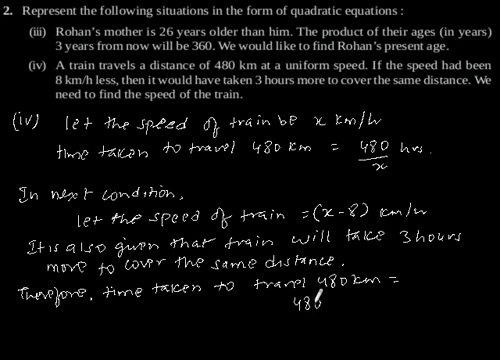 2. Represent the following situations in the form of quadratic equations :
(iii) Rohan's mother is 26 years older than him. The product of their ages (in years)
3 years from now will be 360. We would like to find Rohan's present age.
(iv) A train travels a distance of 480 km at a uniform speed. If the speed had been
8 km/h less, then it would have taken 3 hours more to cover the same distance. We
need to find the speed of the train.
(iv) let the speed of train be x km/hr
time taken to travel 480 km = 480/x hrs.
In next condition,
let the speed of train = (x-8) km/hr
It is also given that train will take 3 hours
more to cover the same distance.
Therefore, time taken to travel 480 km =
480